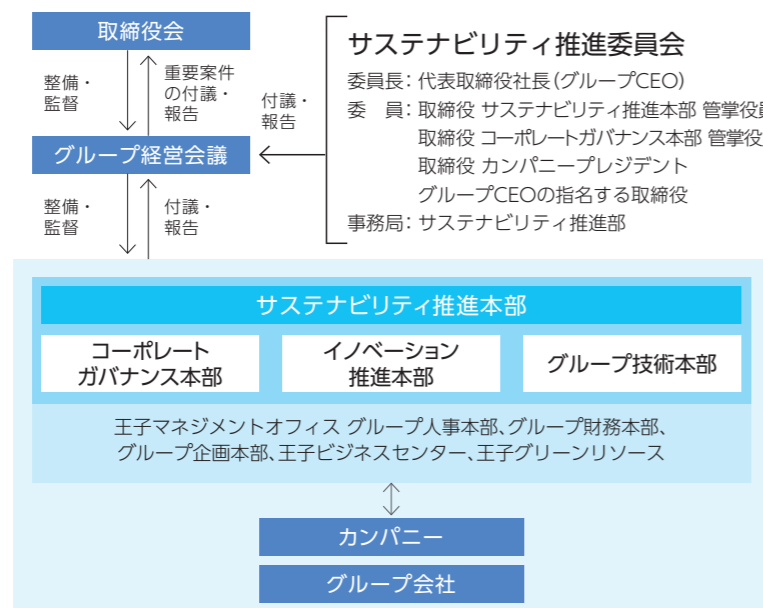 取締役会
整備・
監督
重要案件
の付議・
報告
付議・
報告
グループ経営会議
整備・
監督
付議・
報告
サステナビリティ推進委員会
委員長：代表取締役社長（グループCEO）
委　員：取締役 サステナビリティ推進本部 管掌役員
取締役 コーポレートガバナンス本部 管掌役
取締役 カンパニープレジデント
グループCEOの指名する取締役
事務局：サステナビリティ推進部
サステナビリティ推進本部
コーポレート
ガバナンス本部
イノベーション
推進本部
グループ技術本部
王子マネジメントオフィス グループ人事本部、グループ財務本部、
グループ企画本部、王子ビジネスセンター、王子グリーンリソース
カンパニー
グループ会社